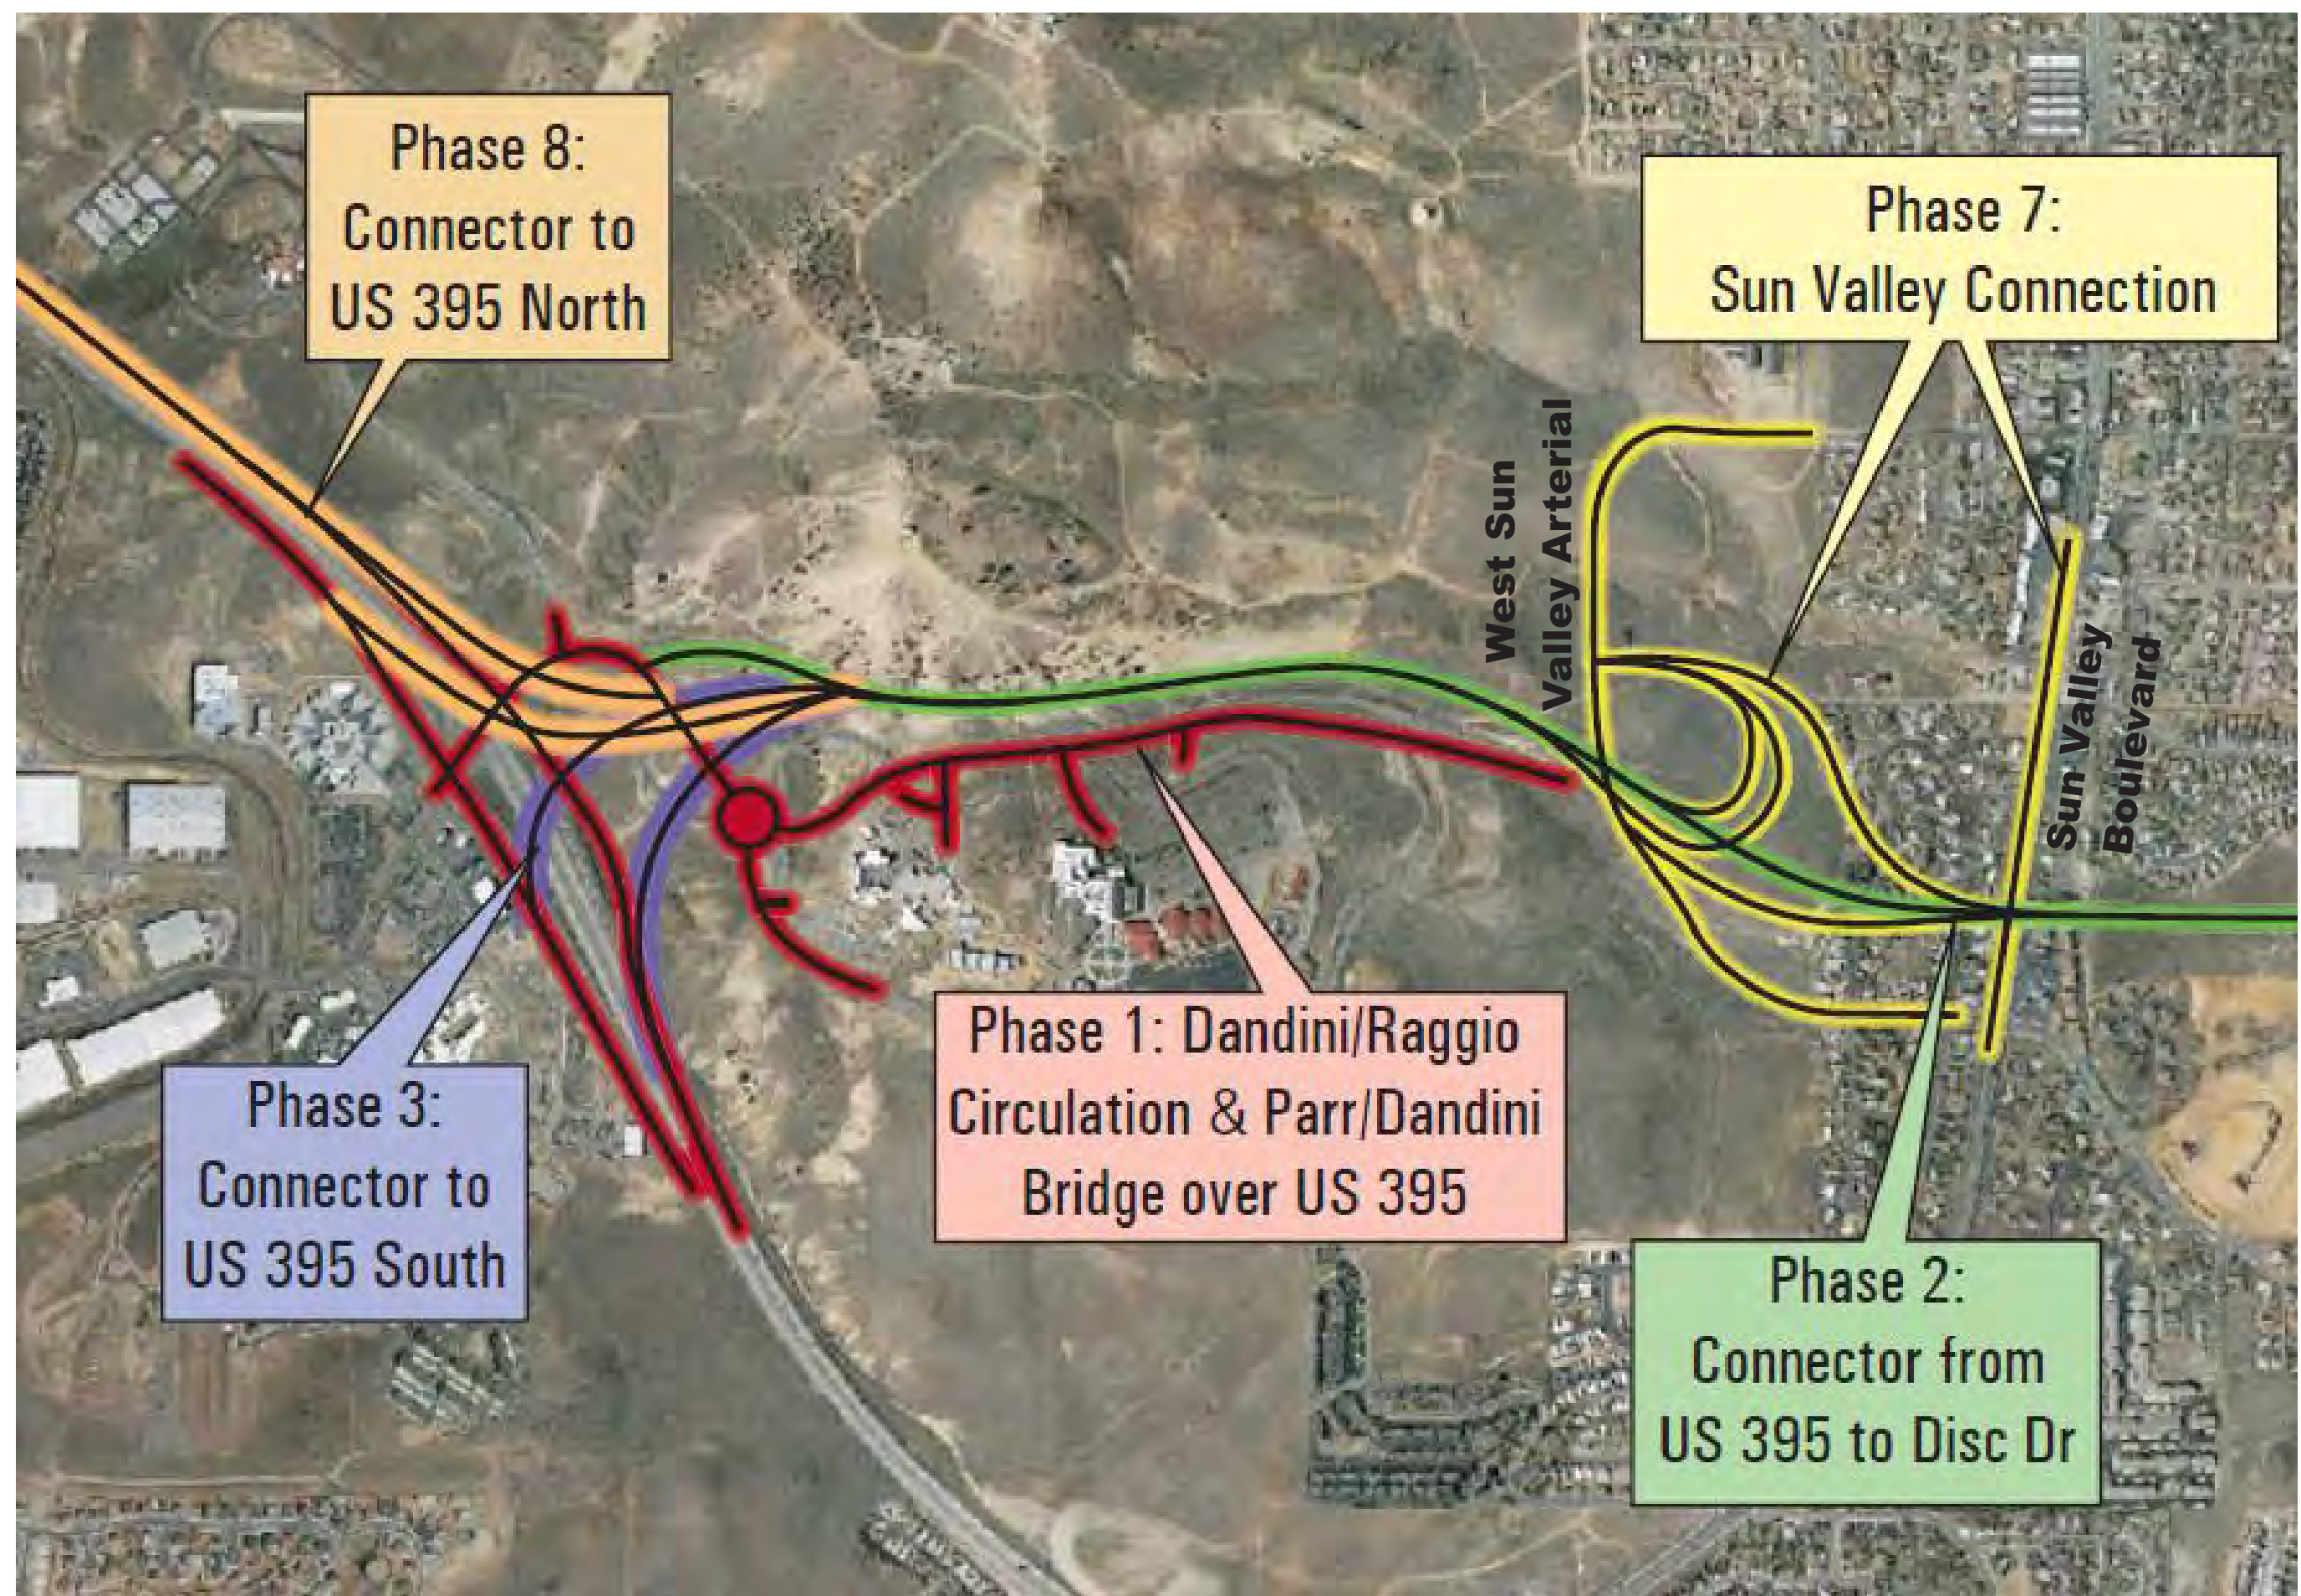 Phase 8:
Connector to
US 395 North
Phase 7:
Sun Valley Connection
West Sun
Valley Arterial
Sun Valley
Boulevard
Phase 3:
Connector to
US 395 South
Phase 1: Dandini/Raggio
Circulation & Parr/Dandini
Bridge over US 395
Phase 2:
Connector from
US 395 to Disc Dr